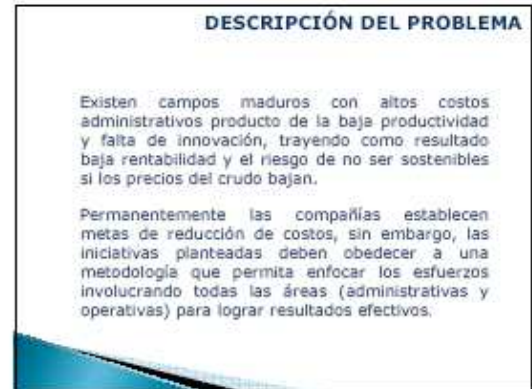 DESCRIPCIÓN DEL PROBLEMA
Existen campos maduros con altos costos
administrativos producto de la baja productividad
y falta de innovación, trayendo como resultado
baja rentabilidad y el riesgo de no ser sostenibles
si los precios del crudo bajan.
Permanentemente las compañías establecen
metas de reducción de costos, sin embargo, las
iniciativas planteadas deben obedecer a una
metodología que permita enfocar los esfuerzos
involucrando todas las áreas (administrativas y
operativas) para lograr resultados efectivos.